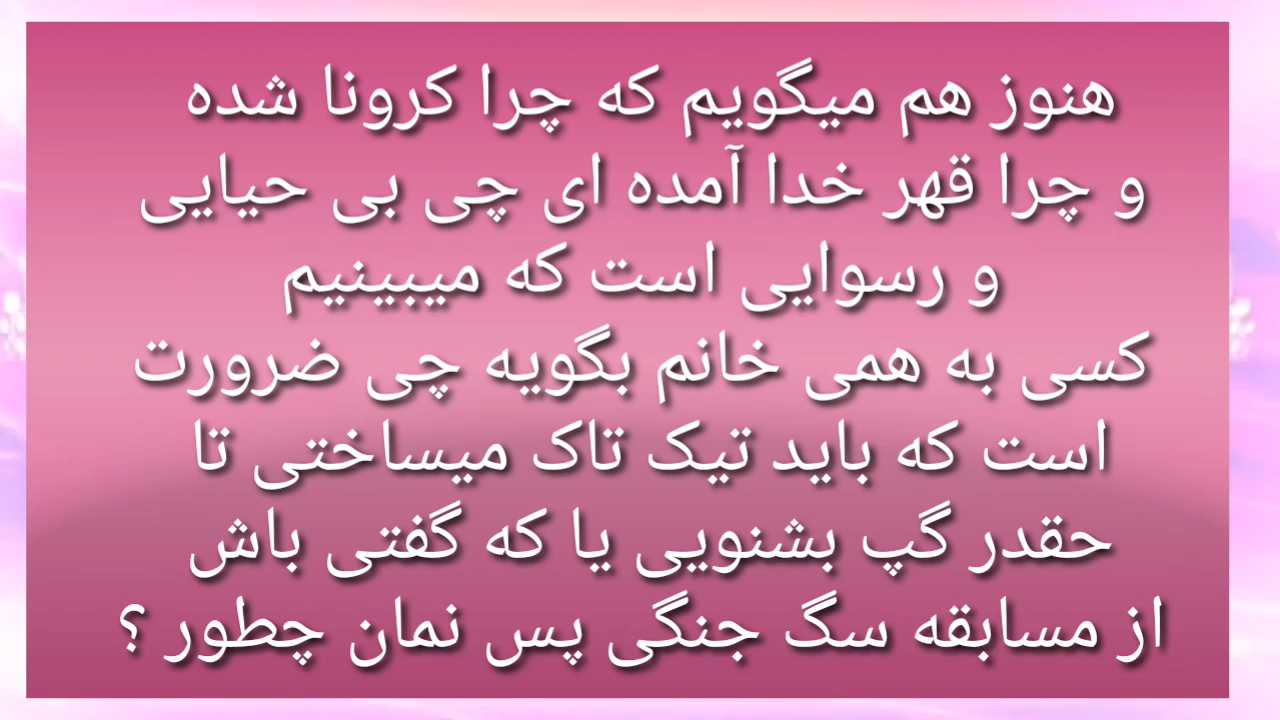 هنوز هم میگویم که چرا کرونا شده
و چرا قهر خدا آمده ای چی بی حیایی
و رسوایی است که میبینیم
کسی به همی خانم بگویه چی ضرورت
است که باید تیک تاک میساختی تا
حقدر گپ بشنویی یا که گفتی باش
از مسابقه سگ جنگی پس نمان چطور ؟